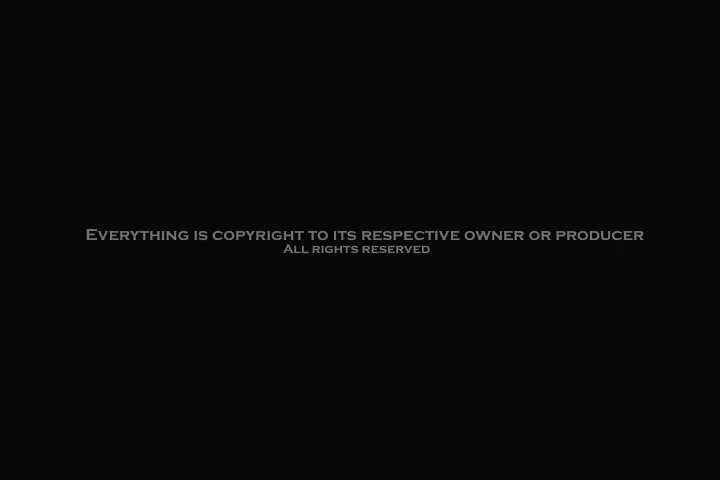 Everything is copyright to its respective owner or producer
All rights reserved